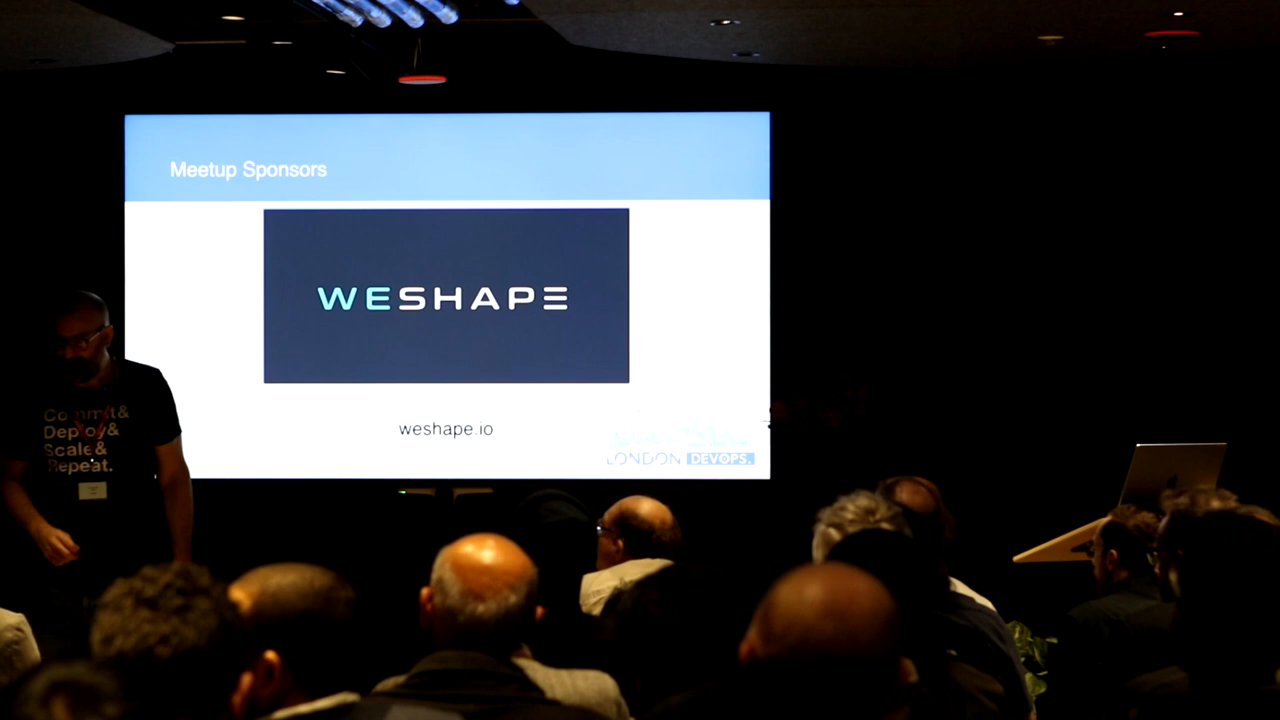 Meetup Sponsors
WESHAPE
weshape.io
LONDON DEVOPS.
Commit&
Deploy&
Scale&
Repeat.